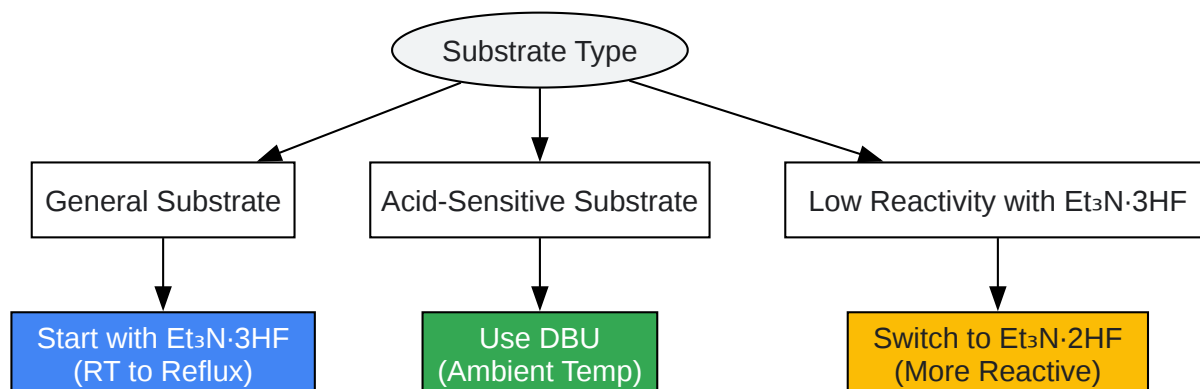 Substrate Type
General Substrate
Acid-Sensitive Substrate
Low Reactivity with Et₃N·3HF
Start with Et₃N·3HF
(RT to Reflux)
Use DBU
(Ambient Temp)
Switch to Et₃N·2HF
(More Reactive)